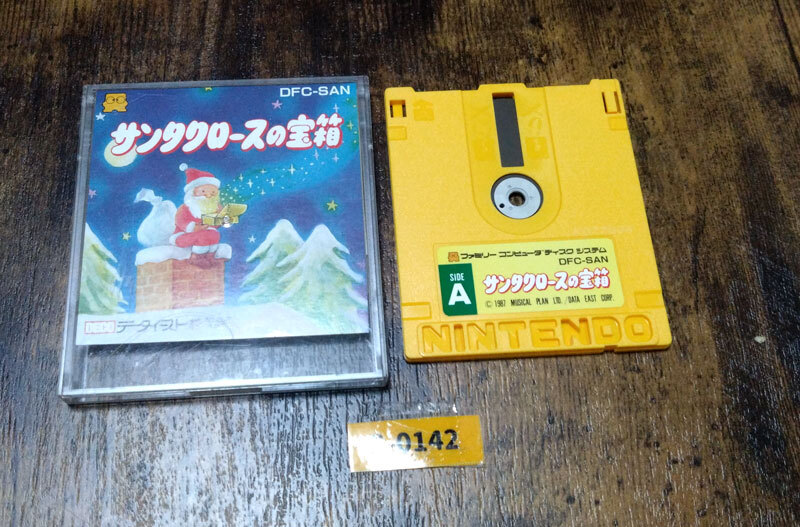 DFC-SAN
サンタクロースの宝箱
DECO データイースト
ファミリー コンピュータ ディスク システム
DFC-SAN
SIDE
A
サンタクロースの宝箱
© 1987 MUSICAL PLAN LTD. / DATA EAST CORP.
NINTENDO
0142